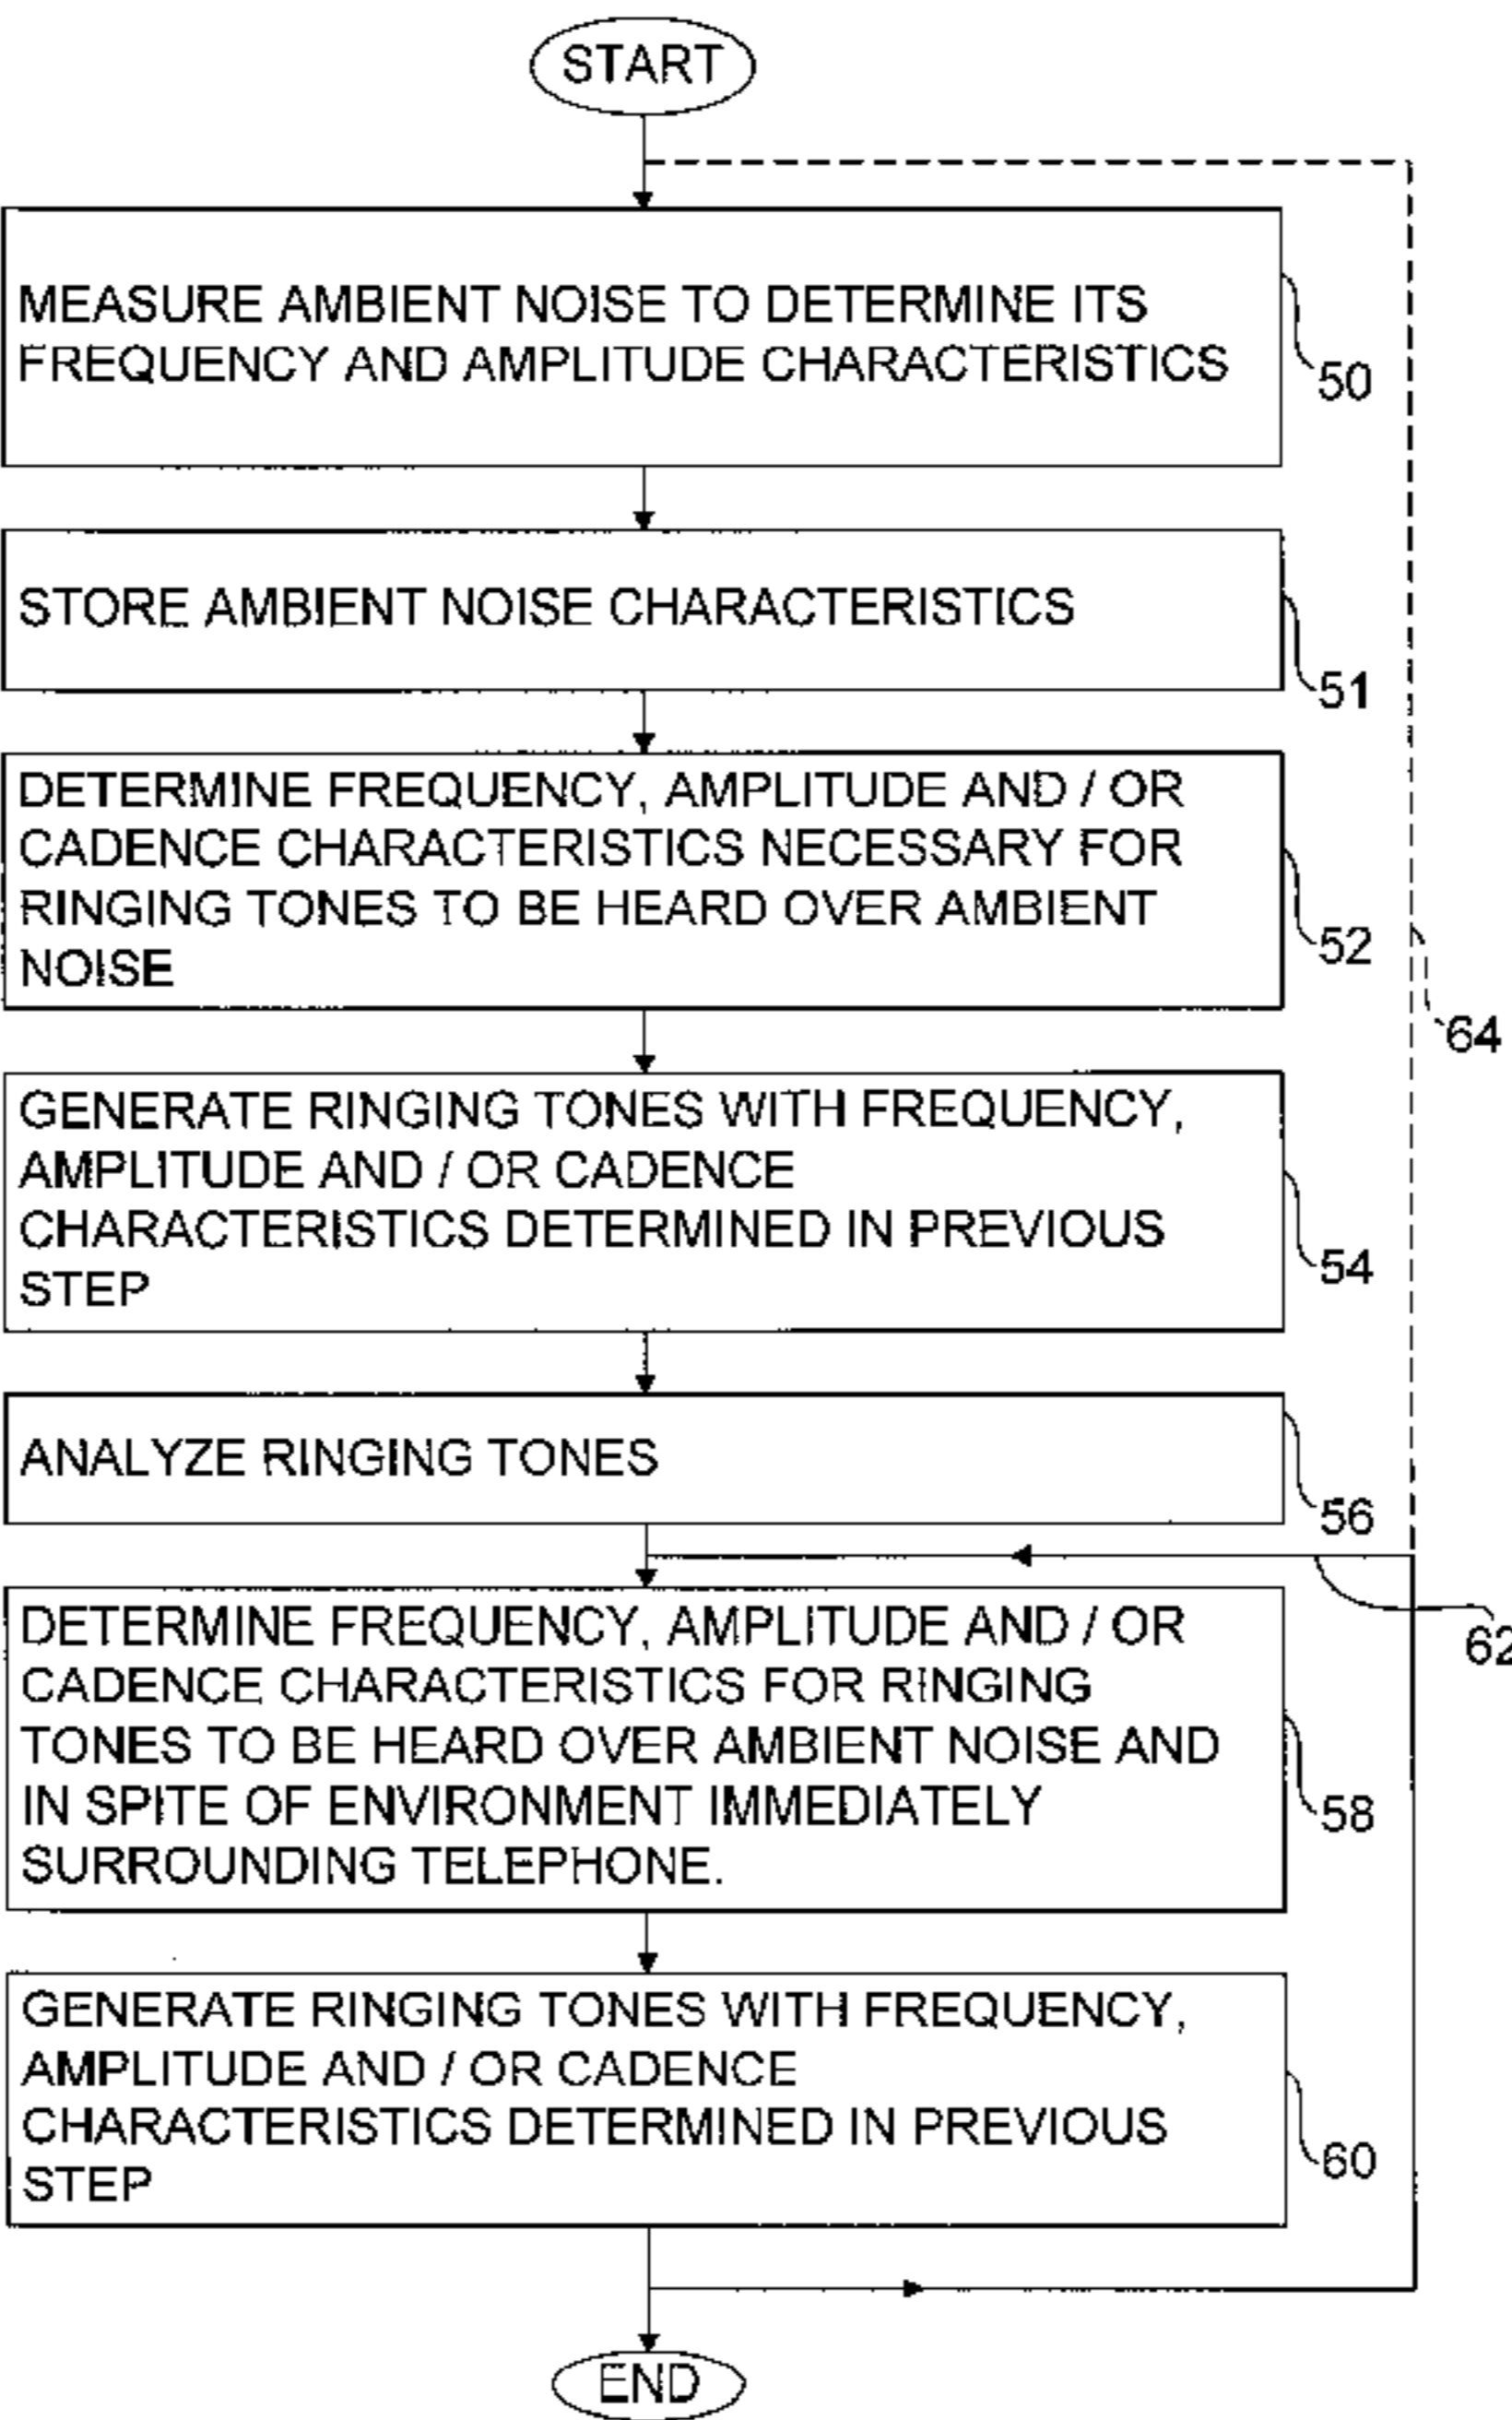 START
MEASURE AMBIENT NOISE TO DETERMINE ITS
FREQUENCY AND AMPLITUDE CHARACTERISTICS
50
STORE AMBIENT NOISE CHARACTERISTICS
51
DETERMINE FREQUENCY, AMPLITUDE AND / OR
CADENCE CHARACTERISTICS NECESSARY FOR
RINGING TONES TO BE HEARD OVER AMBIENT
NOISE
52
64
GENERATE RINGING TONES WITH FREQUENCY,
AMPLITUDE AND / OR CADENCE
CHARACTERISTICS DETERMINED IN PREVIOUS
STEP
54
ANALYZE RINGING TONES
56
62
DETERMINE FREQUENCY, AMPLITUDE AND / OR
CADENCE CHARACTERISTICS FOR RINGING
TONES TO BE HEARD OVER AMBIENT NOISE AND
IN SPITE OF ENVIRONMENT IMMEDIATELY
SURROUNDING TELEPHONE.
58
GENERATE RINGING TONES WITH FREQUENCY,
AMPLITUDE AND / OR CADENCE
CHARACTERISTICS DETERMINED IN PREVIOUS
STEP
60
END